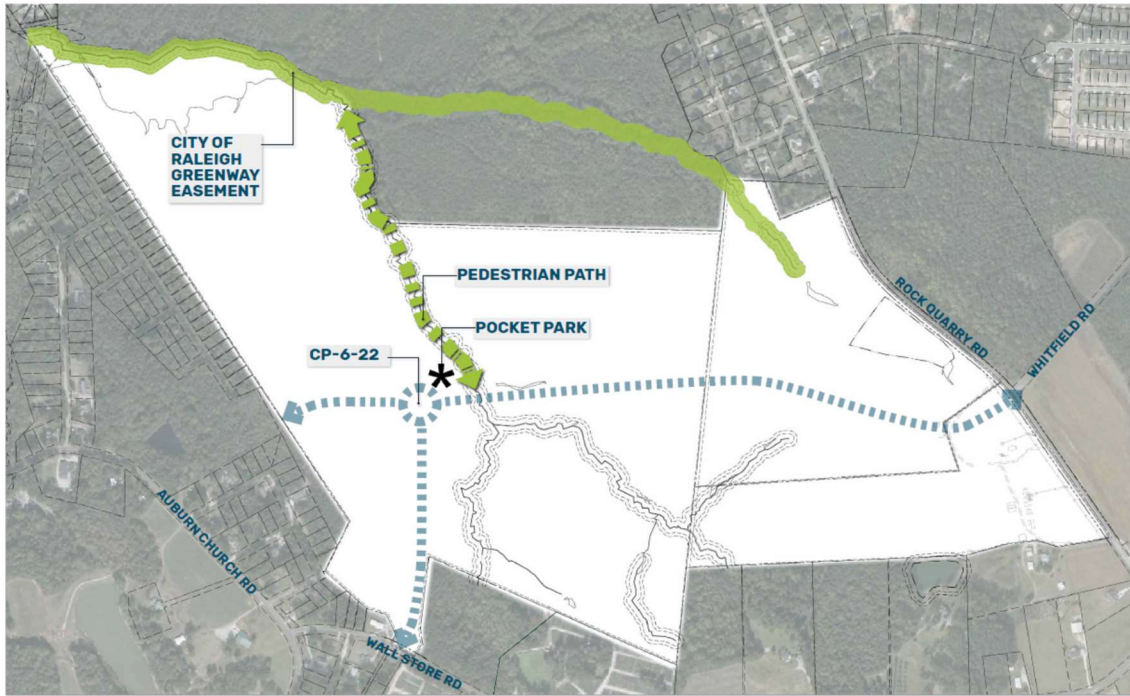 CITY OF
RALEIGH
GREENWAY
EASEMENT
PEDESTRIAN PATH
POCKET PARK
CP-6-22
ROCK QUARRY RD
WHITFIELD RD
AUBURN CHURCH RD
WALL STORE RD